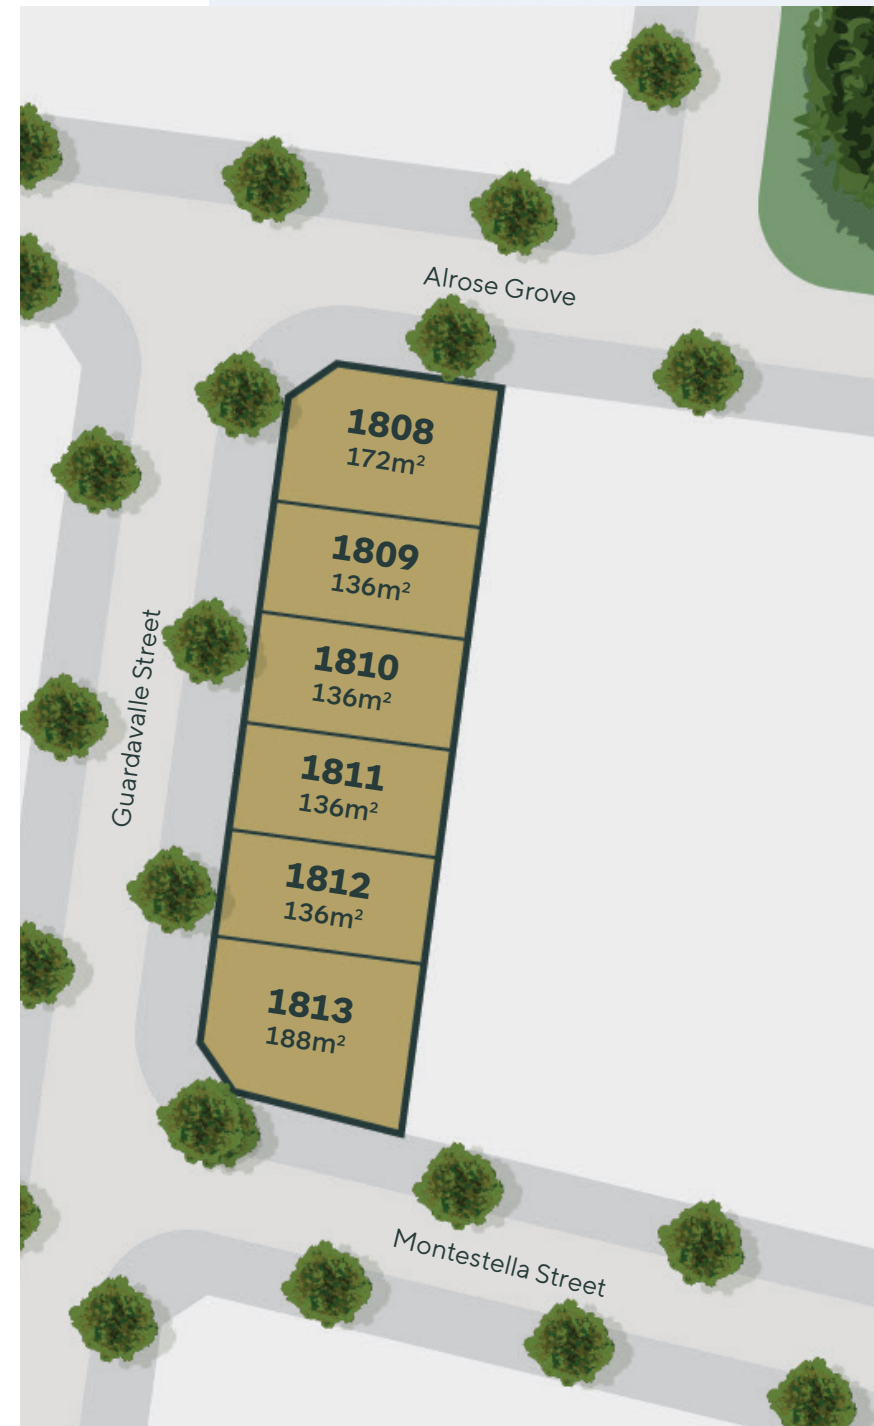 Alrose Grove
1808
172m²
1809
136m²
Guardavalle Street
1810
136m²
1811
136m²
1812
136m²
1813
188m²
Montestella Street